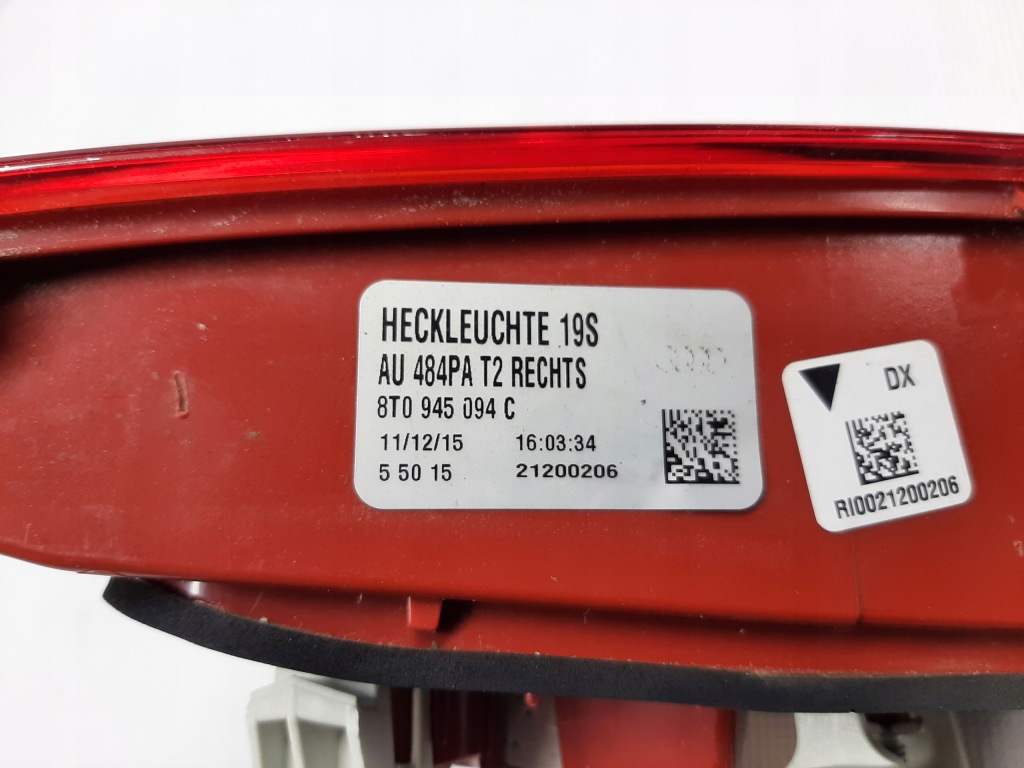 HECKLEUCHTE 19S
AU 484PA T2 RECHTS
8T0 945 094 C
11/12/15 16:03:34
5 50 15 21200206
DX
RI0021200206